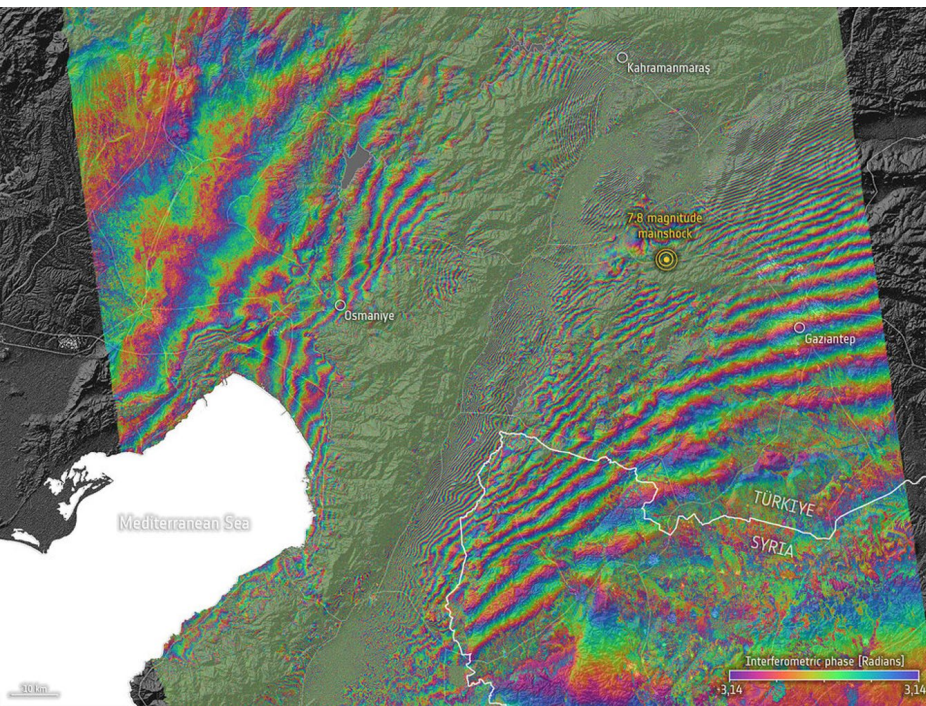 Kahramanmaraş
7.8 magnitude
mainshock
Osmaniye
Gaziantep
Mediterranean Sea
TÜRKIYE
SYRIA
Interferometric phase [Radians]
-3,14
3,14
10 km